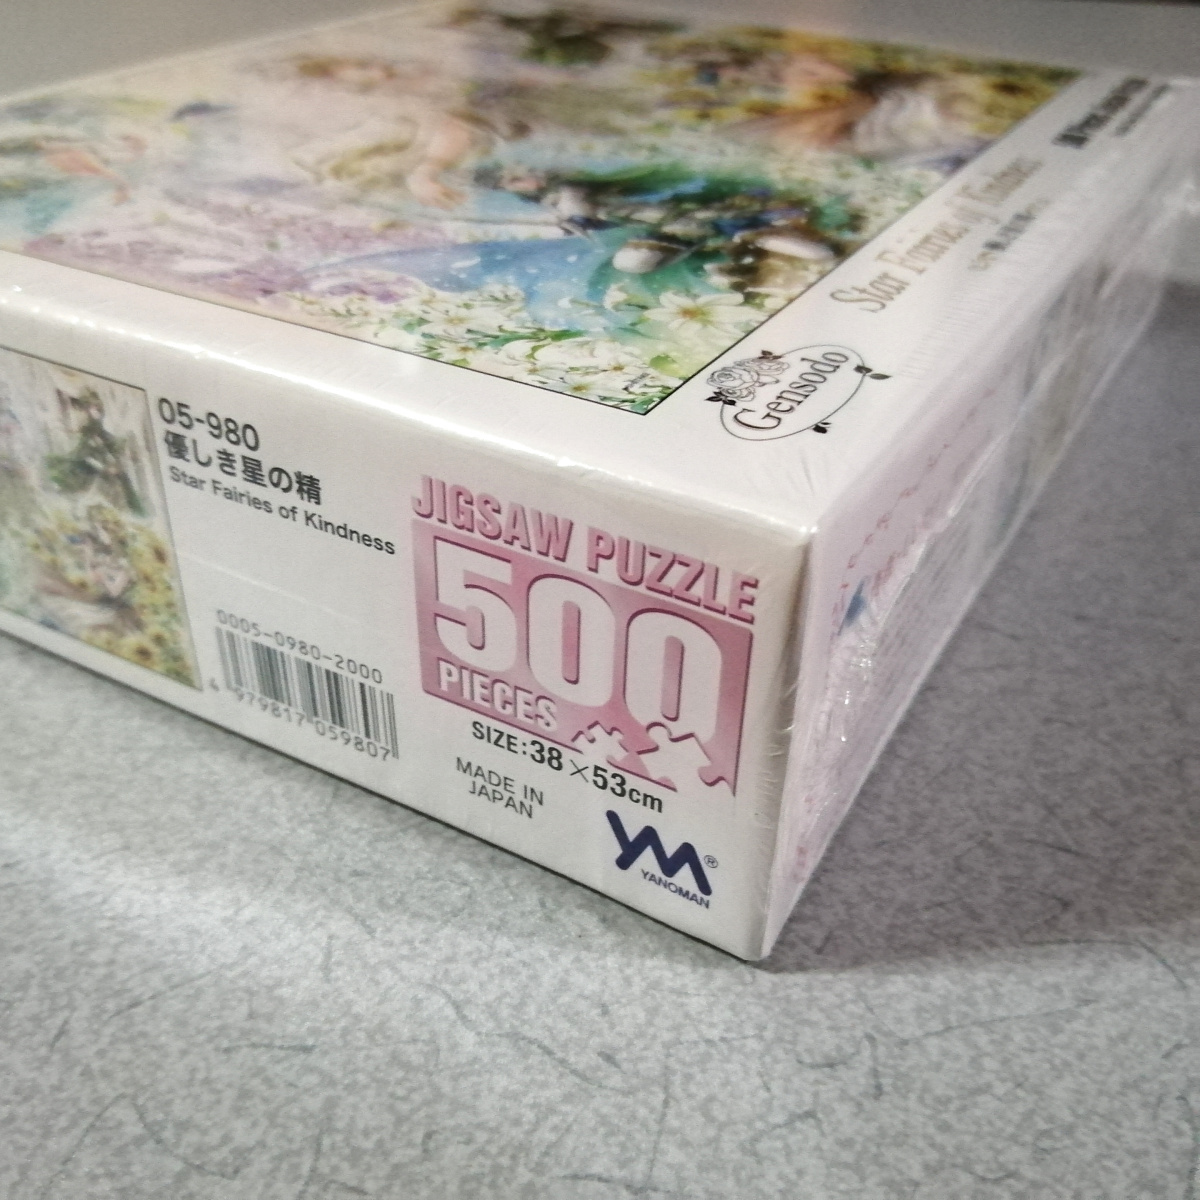 Star Fairies of Kindness
Gensodo
05-980
優しき星の精
Star Fairies of Kindness
0005-0980-2000
4 979817 059807
JIGSAW PUZZLE
500
PIECES
SIZE:38×53cm
MADE IN
JAPAN
YM®
YANOMAN